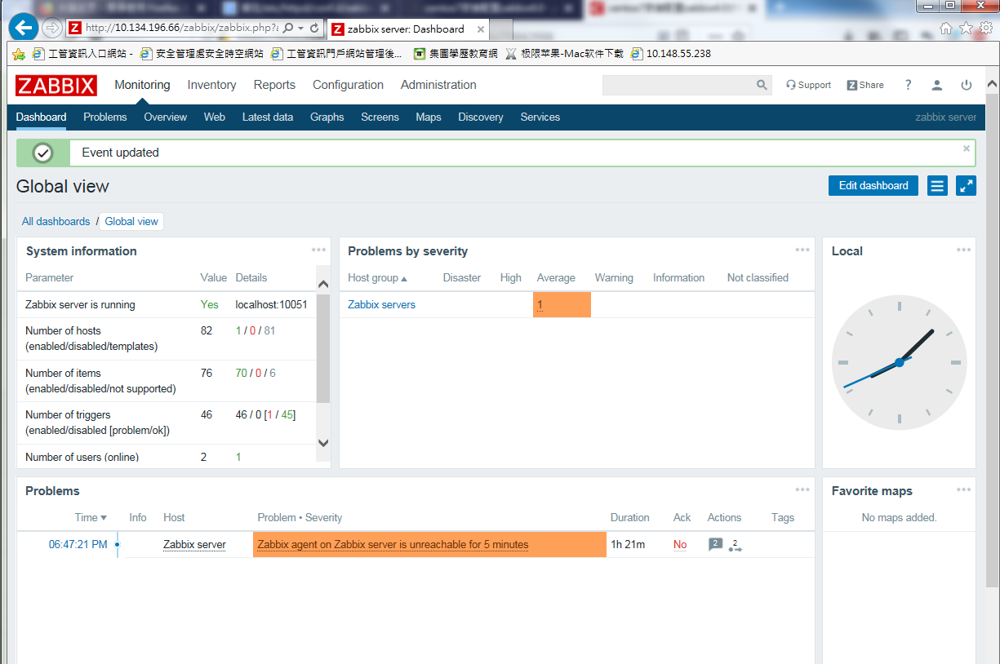 http://10.134.196.66/zabbix/zabbix.php?a
zabbix server: Dashboard
工管資訊入口網站 -
安全管理處安全時空網站
工管資訊門戶網站管理後...
集團學歷教育網
极限苹果-Mac软件下载
10.148.55.238
ZABBIX
Monitoring
Inventory
Reports
Configuration
Administration
Support
Z Share
?
Dashboard
Problems
Overview
Web
Latest data
Graphs
Screens
Maps
Discovery
Services
zabbix server
Event updated
Global view
Edit dashboard
All dashboards / Global view
System information
Parameter Value Details
Zabbix server is running Yes localhost:10051
Number of hosts (enabled/disabled/templates) 82 1 / 0 / 81
Number of items (enabled/disabled/not supported) 76 70 / 0 / 6
Number of triggers (enabled/disabled [problem/ok]) 46 46 / 0 [1 / 45]
Number of users (online) 2 1
Problems by severity
Host group Disaster High Average Warning Information Not classified
Zabbix servers 1
Local
Problems
Time Info Host Problem • Severity Duration Ack Actions Tags
06:47:21 PM Zabbix server Zabbix agent on Zabbix server is unreachable for 5 minutes 1h 21m No 2 2
Favorite maps
No maps added.